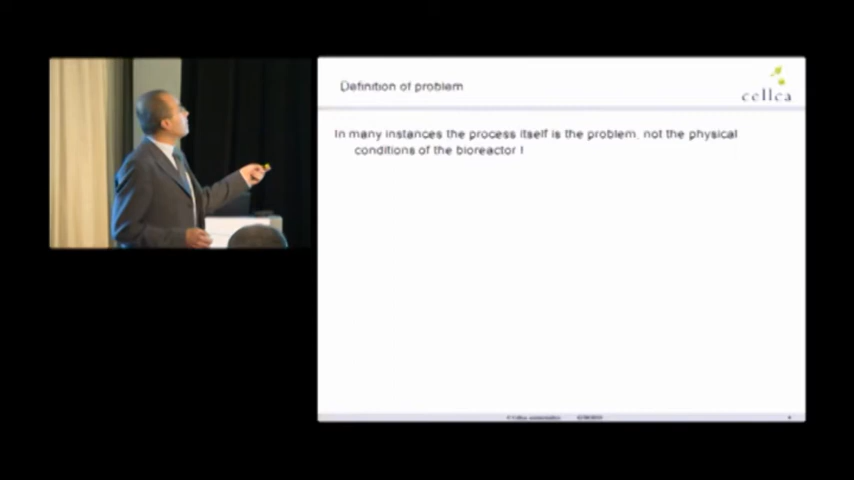 Definition of problem
cellca
In many instances the process itself is the problem, not the physical
conditions of the bioreactor !